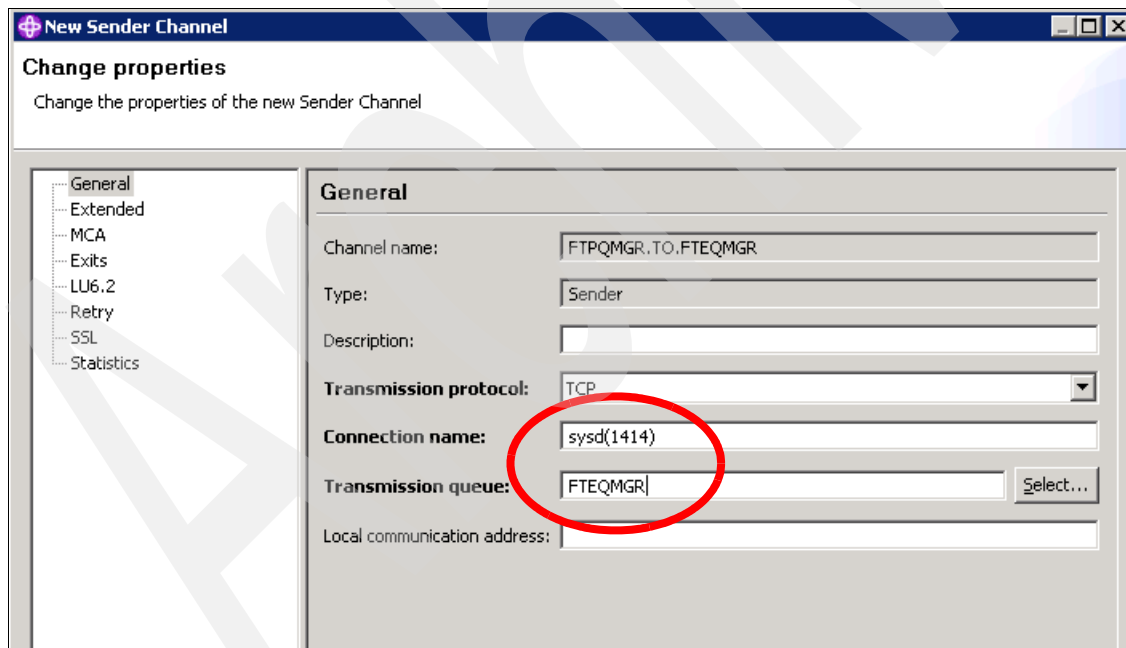 New Sender Channel
Change properties
Change the properties of the new Sender Channel
General
Extended
MCA
Exits
LU6.2
Retry
SSL
Statistics
General
Channel name: FTPQMGR.TO.FTEQMGR
Type: Sender
Description:
Transmission protocol: TCP
Connection name: sysd(1414)
Transmission queue: FTEQMGR Select...
Local communication address: